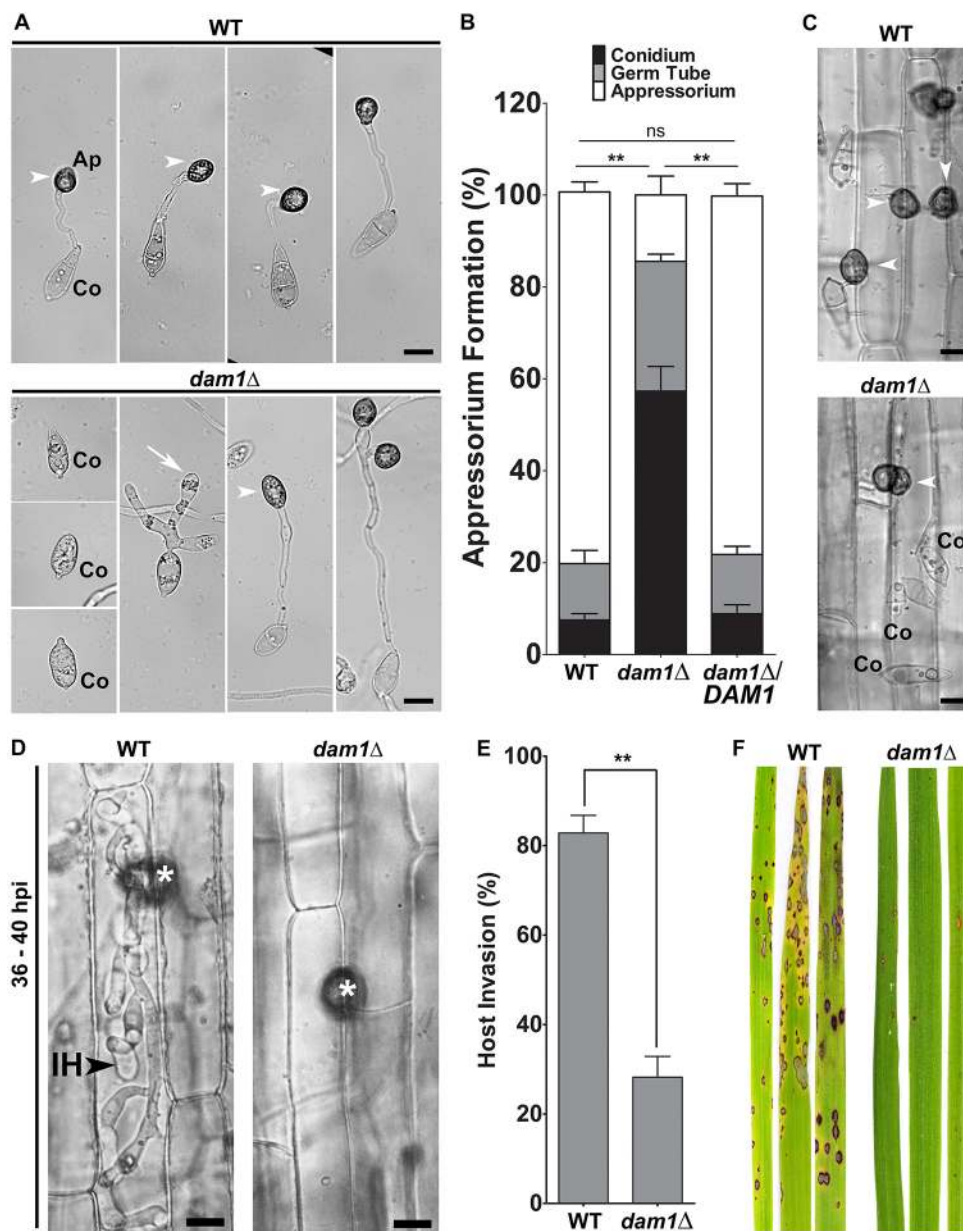 A
WT
Ap
Co
dam1Δ
Co
Co
Co
B
Conidium
Germ Tube
Appressorium
Appressorium Formation (%)
120
100
80
60
40
20
0
ns
** **
WT dam1Δ dam1Δ/
DAM1
C
WT
dam1Δ
Co
Co
Co
D
WT dam1Δ
36 - 40 hpi
*
*
IH
E
Host Invasion (%)
100
80
60
40
20
0
**
WT dam1Δ
F
WT dam1Δ